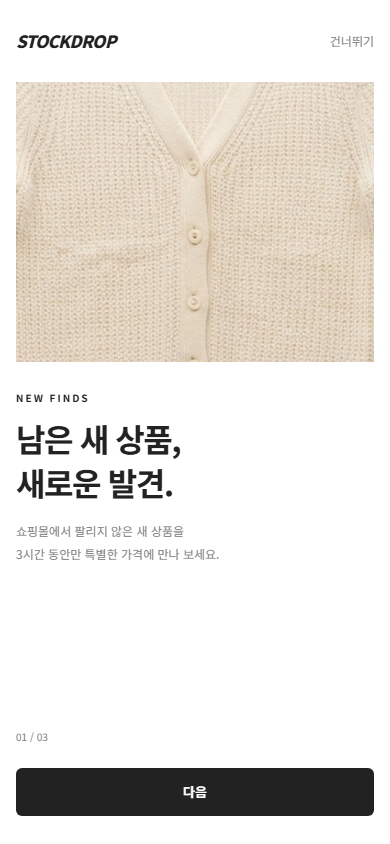 STOCKDROP
건너뛰기
NEW FINDS
남은 새 상품,
새로운 발견.
쇼핑몰에서 팔리지 않은 새 상품을
3시간 동안만 특별한 가격에 만나 보세요.
01 / 03
다음